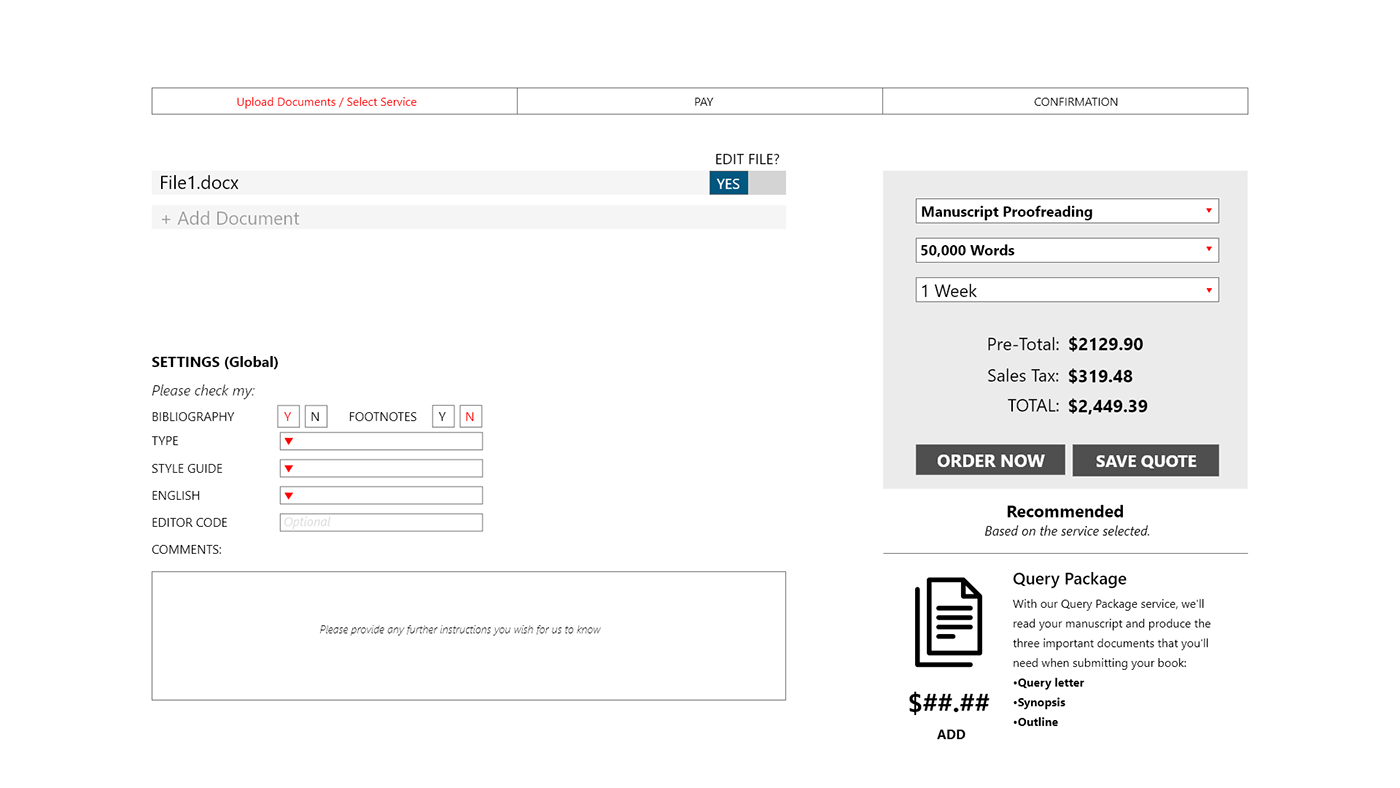 Upload Documents / Select Service
PAY
CONFIRMATION
EDIT FILE?
File1.docx
YES
+ Add Document
SETTINGS (Global)
Please check my:
BIBLIOGRAPHY Y N FOOTNOTES Y N
TYPE
STYLE GUIDE
ENGLISH
EDITOR CODE Optional
COMMENTS:
Please provide any further instructions you wish for us to know
Manuscript Proofreading
50,000 Words
1 Week
Pre-Total: $2129.90
Sales Tax: $319.48
TOTAL: $2,449.39
ORDER NOW
SAVE QUOTE
Recommended
Based on the service selected.
Query Package
With our Query Package service, we'll
read your manuscript and produce the
three important documents that you'll
need when submitting your book:
•Query letter
•Synopsis
•Outline
$##.##
ADD